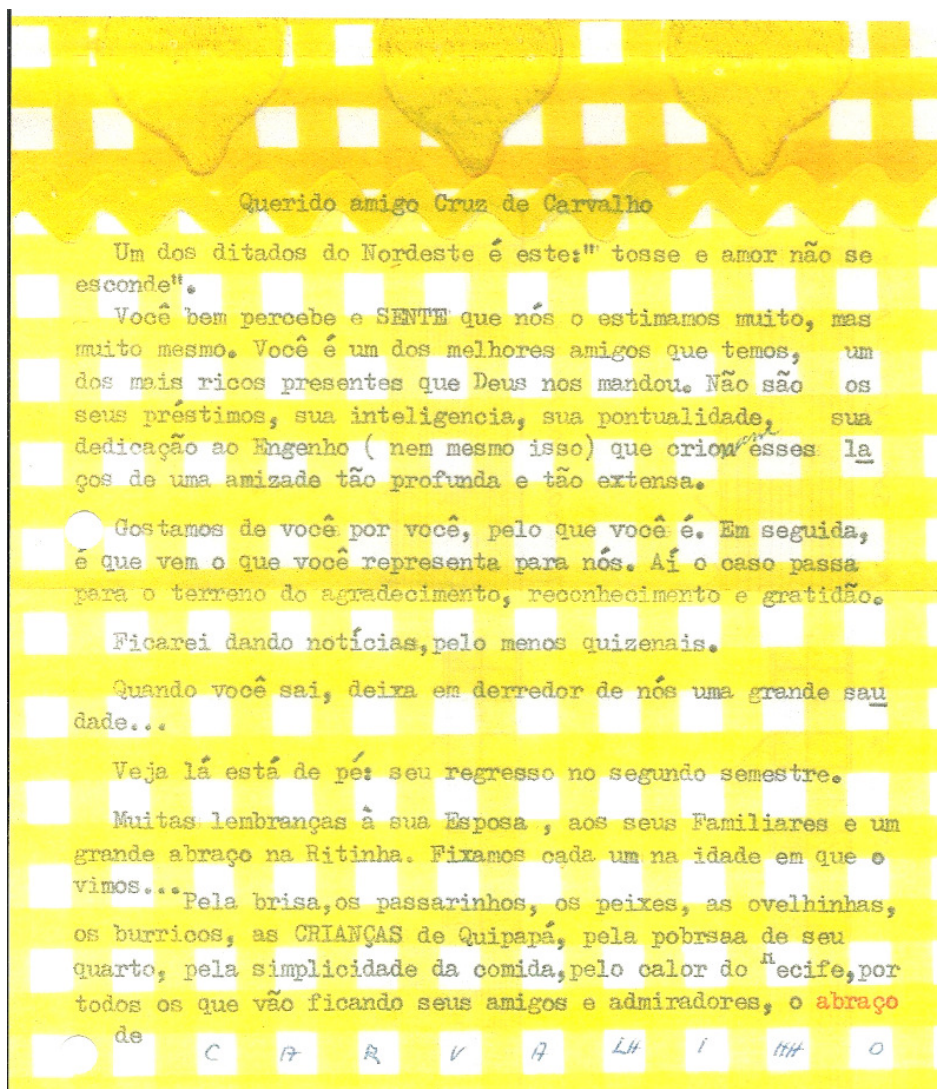 Querido amigo Cruz de Carvalho
Um dos ditados do Nordeste é este:" tosse e amor não se
esconde".
Você bem percebe e SENTE que nós o estimamos muito, mas
muito mesmo. Você é um dos melhores amigos que temos, um
dos mais ricos presentes que Deus nos mandou. Não são os
seus préstimos, sua inteligencia, sua pontualidade, sua
dedicação ao Engenho ( nem mesmo isso) que criou am esses la
ços de uma amizade tão profunda e tão extensa.
Gostamos de você por você, pelo que você é. Em seguida,
é que vem o que você representa para nós. Aí o caso passa
para o terreno do agradecimento, reconhecimento e gratidão.
Ficarei dando notícias,pelo menos quizenais.
Quando você sai, deixa em derredor de nós uma grande sau
dade...
Veja lá está de pé: seu regresso no segundo semestre.
Muitas lembranças à sua Esposa , aos seus Familiares e um
grande abraço na Ritinha. Fixamos cada um na idade em que o
vimos...
Pela brisa,os passarinhos, os peixes, as ovelhinhas,
os burricos, as CRIANÇAS de Quipapá, pela pobrsaa de seu
quarto, pela simplicidade da comida,pelo calor do Recife,por
todos os que vão ficando seus amigos e admiradores, o abraço
de
C A R V A LH I NH O